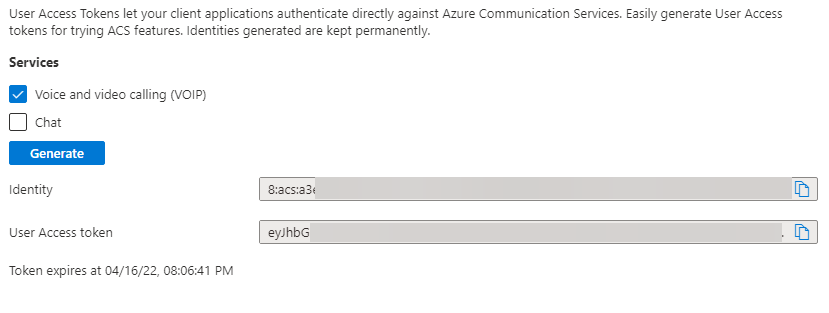 User Access Tokens let your client applications authenticate directly against Azure Communication Services. Easily generate User Access
tokens for trying ACS features. Identities generated are kept permanently.
Services
Voice and video calling (VOIP)
Chat
Generate
Identity 8:acs:a3
User Access token eyJhbG
Token expires at 04/16/22, 08:06:41 PM